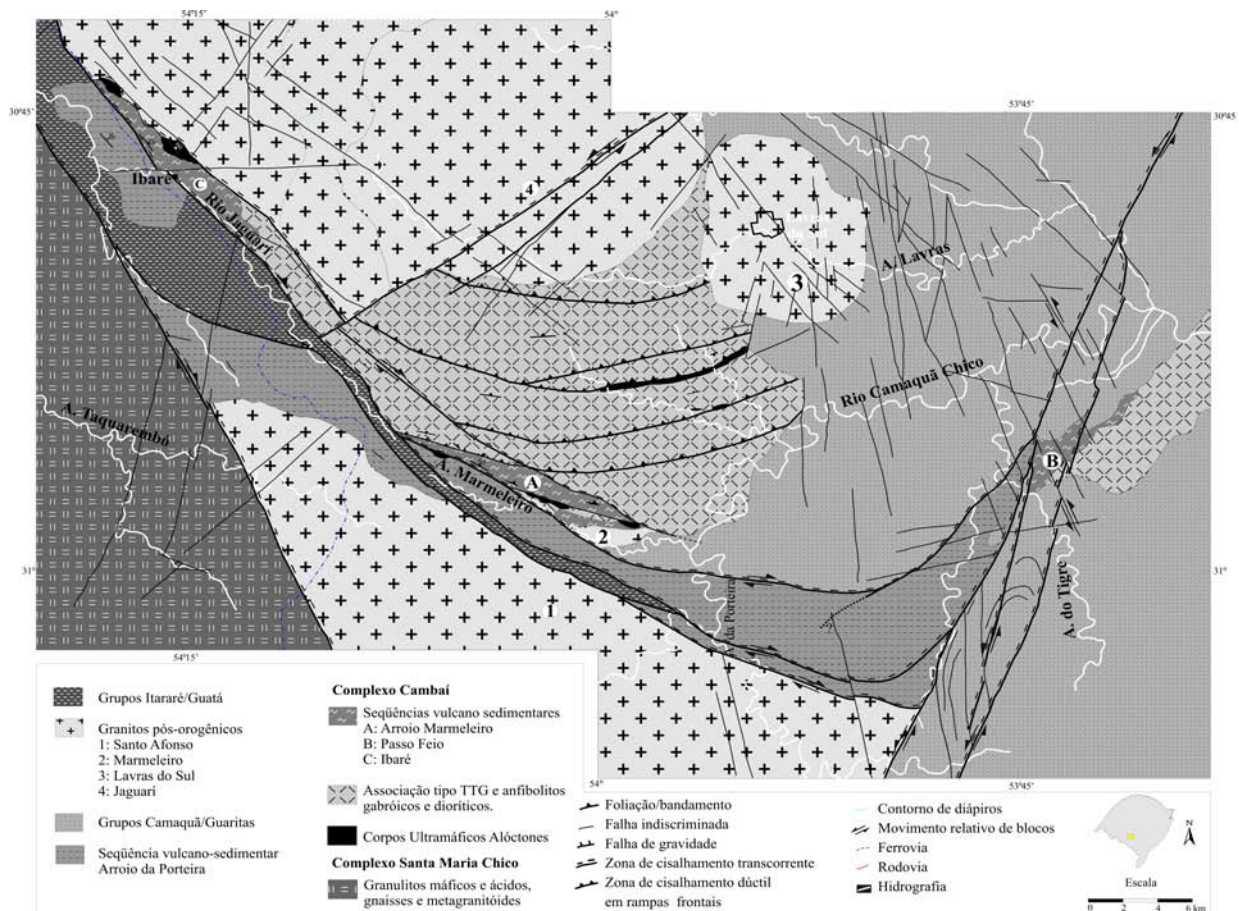 54°15'
54°
30°45'
53°45'
30°45
Ibaré
C
Rio Jaguarí
4
Lavras
do Sul
3
A. Lavras
Rio Camaquã Chico
A. Taquarembó
A. Marmeleiro
A
2
B
31°
31°
1
da Porteira
A. do Tigre
54°15'
54°
53°45'
Grupos Itararé/Guatá
Granitos pós-orogênicos
1: Santo Afonso
2: Marmeleiro
3: Lavras do Sul
4: Jaguarí
Grupos Camaquã/Guaritas
Seqüência vulcano-sedimentar
Arroio da Porteira
Complexo Cambaí
Seqüências vulcano sedimentares
A: Arroio Marmeleiro
B: Passo Feio
C: Ibaré
Associação tipo TTG e anfibolitos
gabróicos e dioríticos.
Corpos Ultramáficos Alóctones
Complexo Santa Maria Chico
Granulitos máficos e ácidos,
gnaisses e metagranitóides
Foliação/bandamento
Falha indiscriminada
Falha de gravidade
Zona de cisalhamento transcorrente
Zona de cisalhamento dúctil
em rampas frontais
Contorno de diápiros
Movimento relativo de blocos
Ferrovia
Rodovia
Hidrografia
N
Escala
0 2 4 6 km